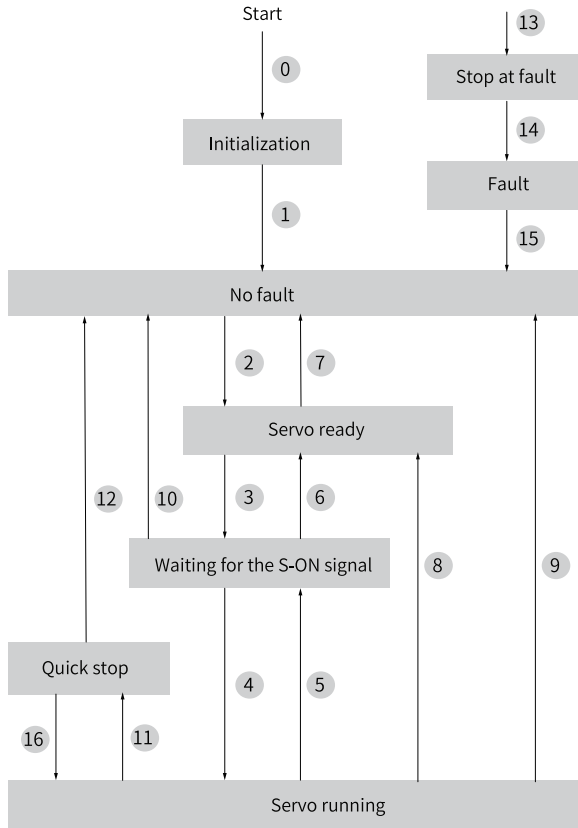 Start
13
0
Stop at fault
14
Initialization
Fault
1
15
No fault
2
7
Servo ready
12
10
3
6
Waiting for the S-ON signal
8
9
Quick stop
4
5
16
11
Servo running